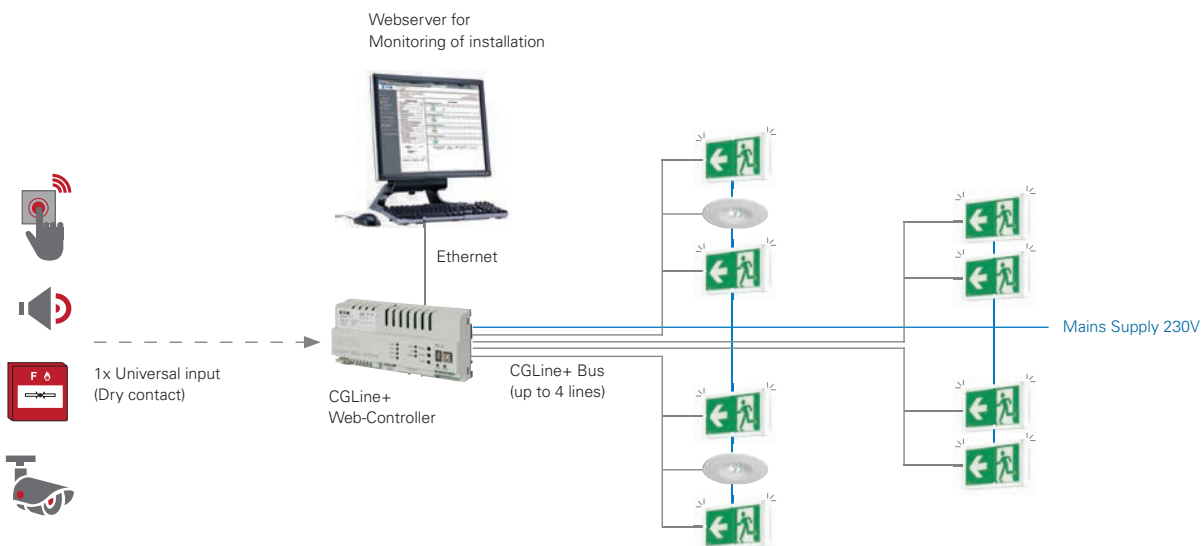 Webserver for
Monitoring of installation
Ethernet
Mains Supply 230V
F
1x Universal input
(Dry contact)
CGLine+ Bus
(up to 4 lines)
CGLine+
Web-Controller